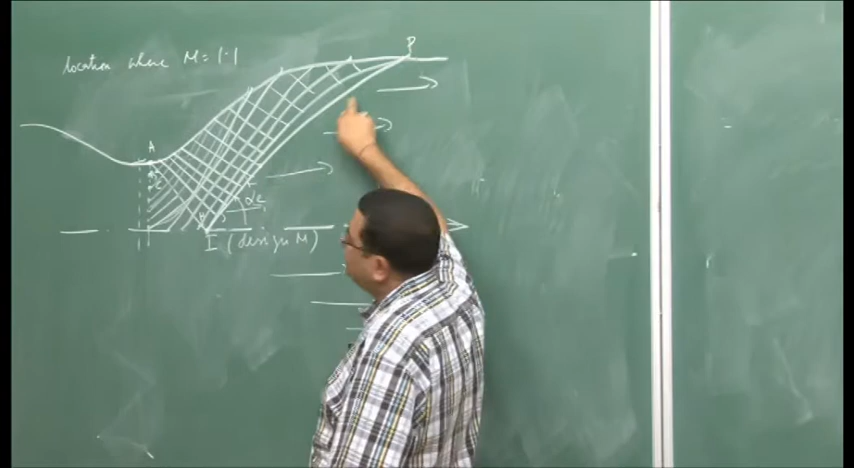 location where M = 1.1
P
A
I (design M)